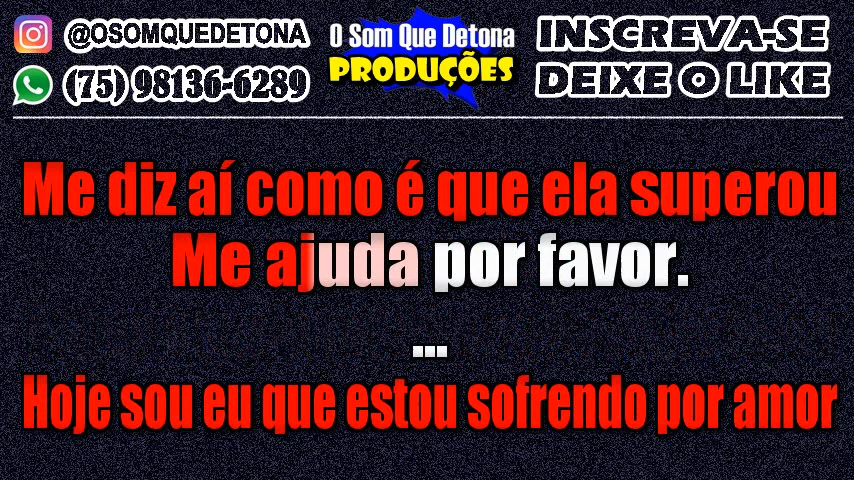 @OSOMQUEDETONA
(75) 98136-6289
O Som Que Detona
PRODUÇÕES
INSCREVA-SE
DEIXE O LIKE
Me diz aí como é que ela superou
Me ajuda por favor.
...
Hoje sou eu que estou sofrendo por amor